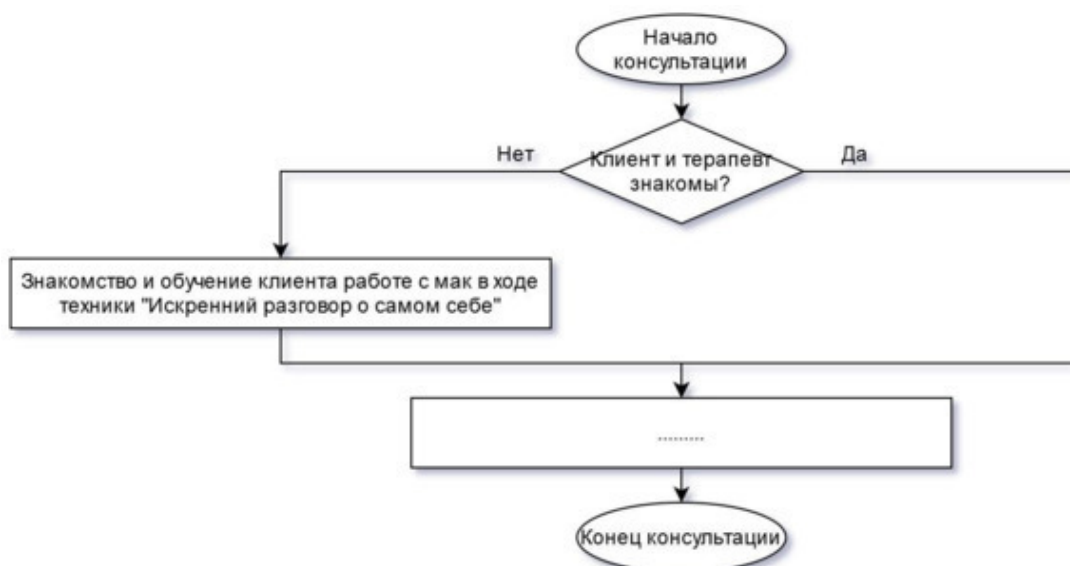 Начало
консультации
Клиент и терапевт
знакомы?
Нет
Да
Знакомство и обучение клиента работе с мак в ходе
техники "Искренний разговор о самом себе"
.........
Конец консультации